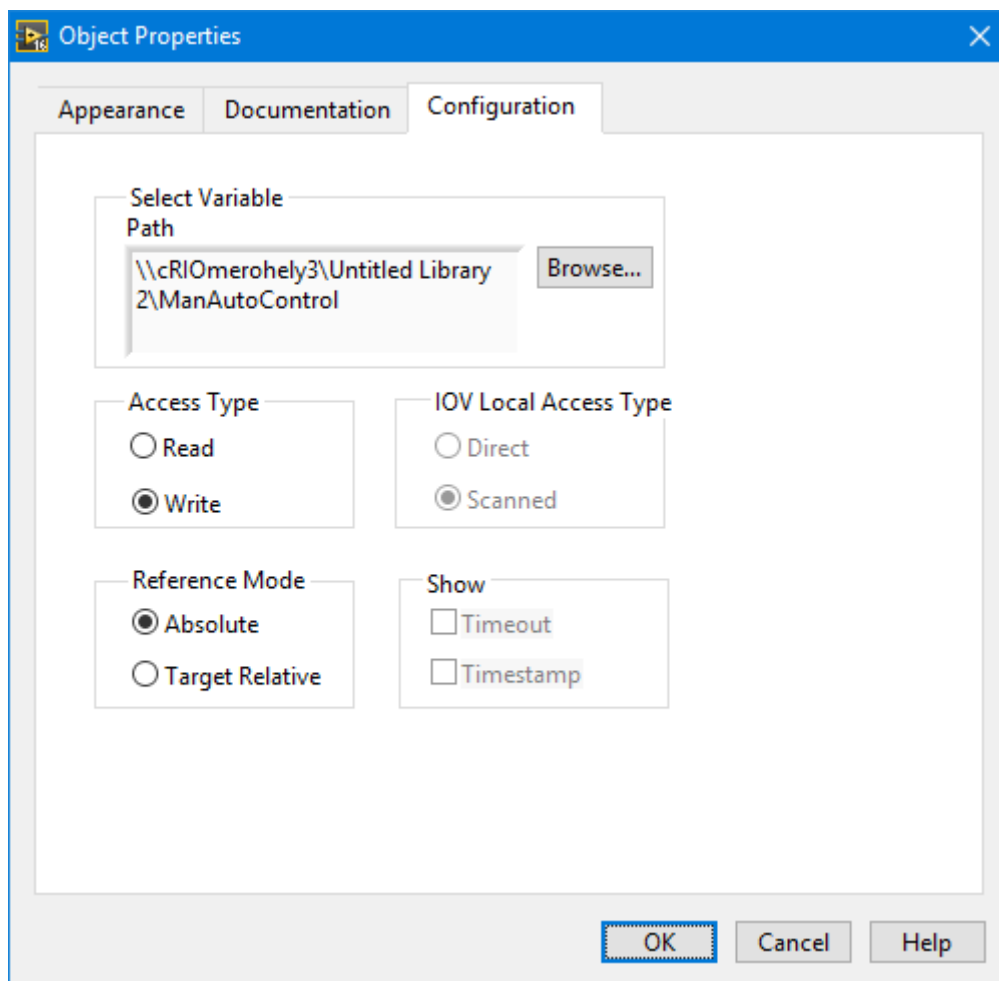 Object Properties
Appearance Documentation Configuration
Select Variable
Path
\\cRIOmerohely3\Untitled Library
2\ManAutoControl
Browse...
Access Type
Read
Write
IOV Local Access Type
Direct
Scanned
Reference Mode
Absolute
Target Relative
Show
Timeout
Timestamp
OK Cancel Help